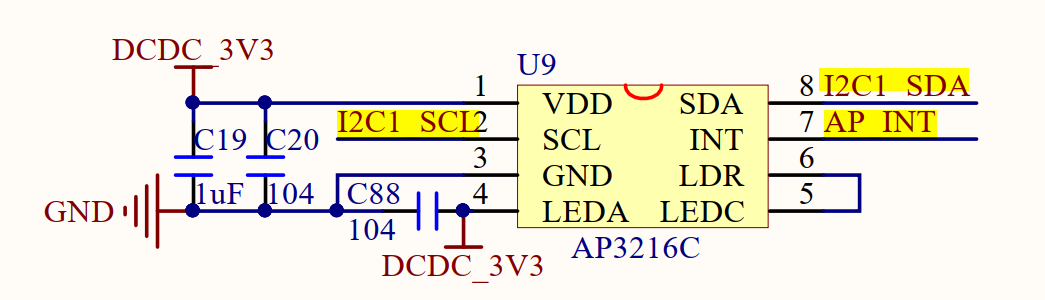 DCDC_3V3
U9
1
8 I2C1_SDA
VDD
SDA
I2C1_SCL 2
7 AP_INT
C19
C20
SCL
INT
3
6
GND
LDR
1uF
104
C88
4
5
GND
LEDA
LEDC
104
AP3216C
DCDC_3V3